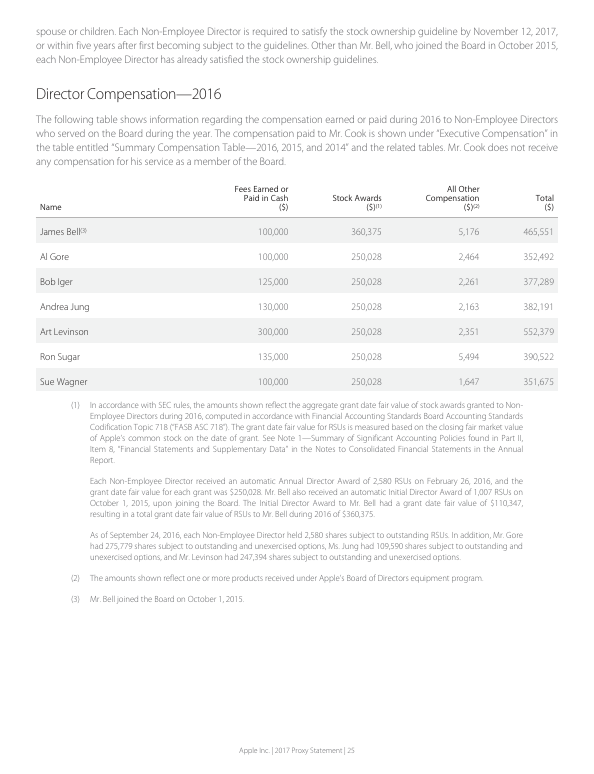 spouse or children. Each Non-Employee Director is required to satisfy the stock ownership guideline by November 12, 2017,
or within five years after first becoming subject to the guidelines. Other than Mr. Bell, who joined the Board in October 2015,
each Non-Employee Director has already satisfied the stock ownership guidelines.
Director Compensation—2016
The following table shows information regarding the compensation earned or paid during 2016 to Non-Employee Directors
who served on the Board during the year. The compensation paid to Mr. Cook is shown under “Executive Compensation” in
the table entitled “Summary Compensation Table—2016, 2015, and 2014” and the related tables. Mr. Cook does not receive
any compensation for his service as a member of the Board.
Name Fees Earned or Paid in Cash ($) Stock Awards ($)(1) All Other Compensation ($)(2) Total ($)
James Bell(3) 100,000 360,375 5,176 465,551
Al Gore 100,000 250,028 2,464 352,492
Bob Iger 125,000 250,028 2,261 377,289
Andrea Jung 130,000 250,028 2,163 382,191
Art Levinson 300,000 250,028 2,351 552,379
Ron Sugar 135,000 250,028 5,494 390,522
Sue Wagner 100,000 250,028 1,647 351,675
(1) In accordance with SEC rules, the amounts shown reflect the aggregate grant date fair value of stock awards granted to Non-
Employee Directors during 2016, computed in accordance with Financial Accounting Standards Board Accounting Standards
Codification Topic 718 (“FASB ASC 718”). The grant date fair value for RSUs is measured based on the closing fair market value
of Apple’s common stock on the date of grant. See Note 1—Summary of Significant Accounting Policies found in Part II,
Item 8, “Financial Statements and Supplementary Data” in the Notes to Consolidated Financial Statements in the Annual
Report.
Each Non-Employee Director received an automatic Annual Director Award of 2,580 RSUs on February 26, 2016, and the
grant date fair value for each grant was $250,028. Mr. Bell also received an automatic Initial Director Award of 1,007 RSUs on
October 1, 2015, upon joining the Board. The Initial Director Award to Mr. Bell had a grant date fair value of $110,347,
resulting in a total grant date fair value of RSUs to Mr. Bell during 2016 of $360,375.
As of September 24, 2016, each Non-Employee Director held 2,580 shares subject to outstanding RSUs. In addition, Mr. Gore
had 275,779 shares subject to outstanding and unexercised options, Ms. Jung had 109,590 shares subject to outstanding and
unexercised options, and Mr. Levinson had 247,394 shares subject to outstanding and unexercised options.
(2) The amounts shown reflect one or more products received under Apple’s Board of Directors equipment program.
(3) Mr. Bell joined the Board on October 1, 2015.
Apple Inc. | 2017 Proxy Statement | 25